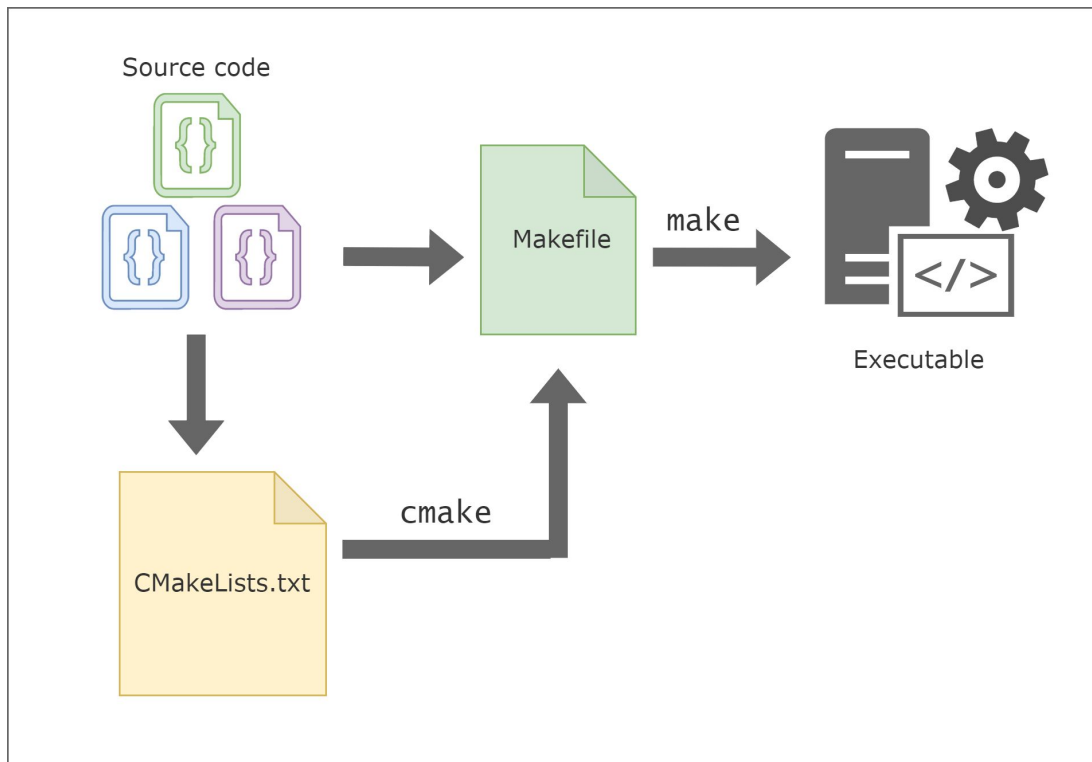 Source code
{}
{}
{}
Makefile
make
</>
Executable
cmake
CMakeLists.txt